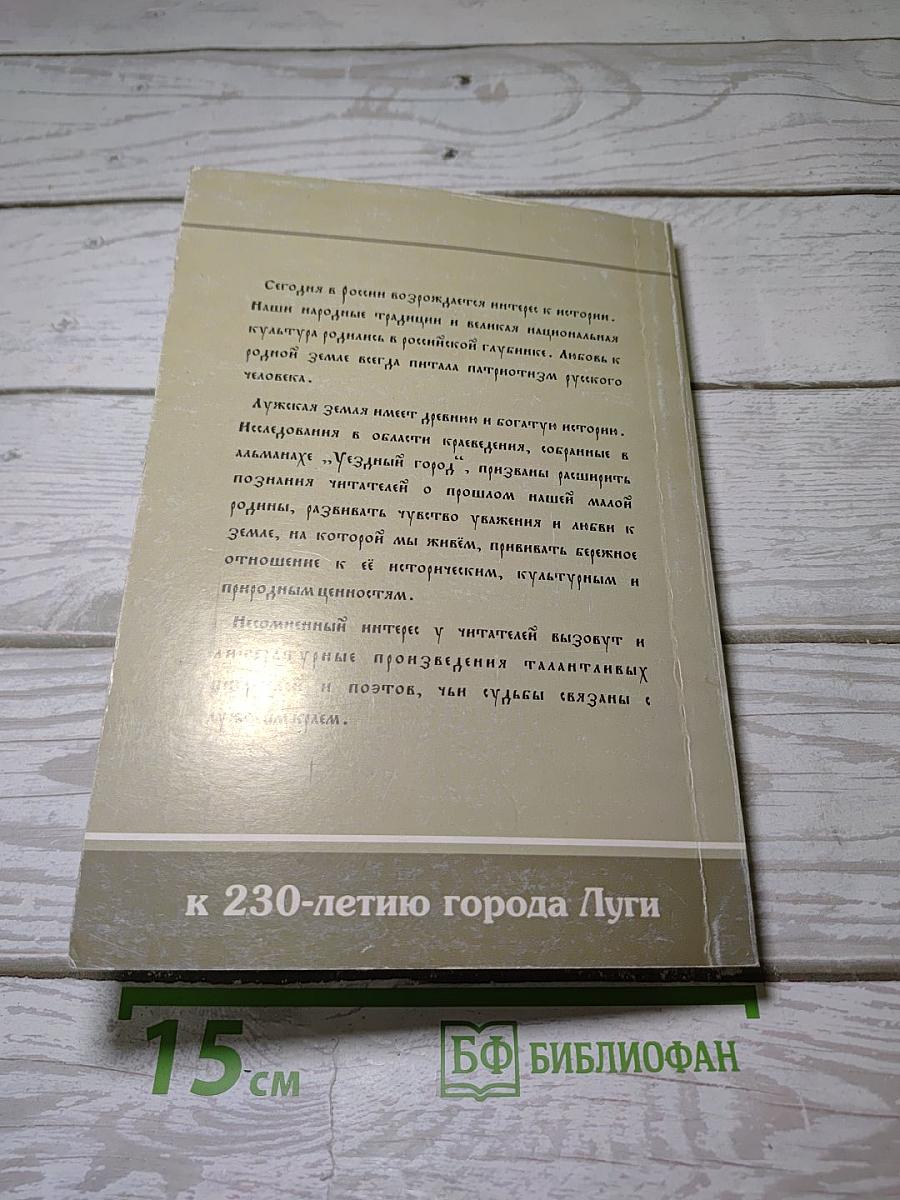 Сегодня в России возрождается интерес к истории.
Наши народные традиции и великая национальная
культура родились в российской глубинке. Любовь к
родной земле всегда питала патриотизм русского
человека.
Лужская земля имеет древнюю и богатую историю.
Исследования в области краеведения, собранные в
альманахе „Уездный город“, призваны расширить
познания читателей о прошлом нашей малой
родины, развивать чувство уважения и любви к
земле, на которой мы живём, прививать бережное
отношение к её историческим, культурным и
природным ценностям.
Несомненный интерес у читателей вызовут и
литературные произведения талантливых
и поэтов, чьи судьбы связаны с
лужским краем.
к 230-летию города Луги
15 см
БФ БИБЛИОФАН